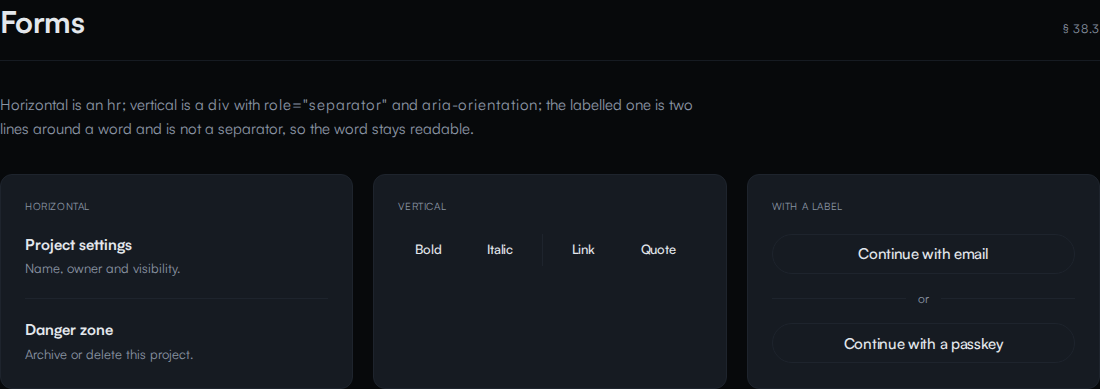 Forms
§ 38.3
Horizontal is an hr; vertical is a div with role="separator" and aria-orientation; the labelled one is two
lines around a word and is not a separator, so the word stays readable.
HORIZONTAL
Project settings
Name, owner and visibility.
Danger zone
Archive or delete this project.
VERTICAL
Bold Italic Link Quote
WITH A LABEL
Continue with email
or
Continue with a passkey